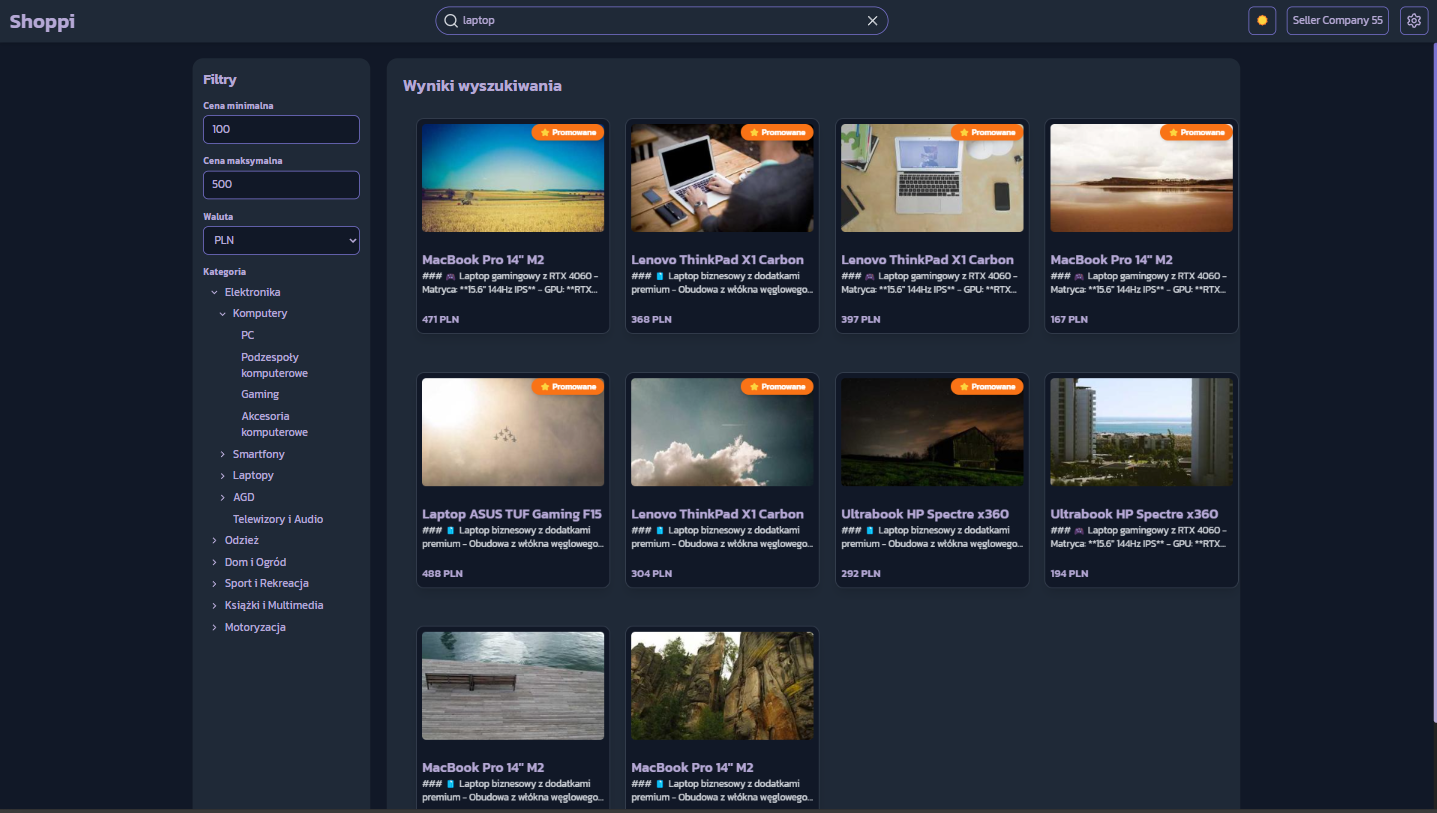 Shoppi
laptop
Seller Company 55
Filtry
Cena minimalna
100
Cena maksymalna
500
Waluta
PLN
Kategoria
Elektronika
Komputery
PC
Podzespoły
komputerowe
Gaming
Akcesoria
komputerowe
Smartfony
Laptopy
AGD
Telewizory i Audio
Odzież
Dom i Ogród
Sport i Rekreacja
Książki i Multimedia
Motoryzacja
Wyniki wyszukiwania
Promowane
MacBook Pro 14" M2
### 🎮 Laptop gamingowy z RTX 4060 -
Matryca: **15.6" 144Hz IPS** - GPU: **RTX...
471 PLN
Promowane
Lenovo ThinkPad X1 Carbon
### 📘 Laptop biznesowy z dodatkami
premium - Obudowa z włókna węglowego...
368 PLN
Promowane
Lenovo ThinkPad X1 Carbon
### 🎮 Laptop gamingowy z RTX 4060 -
Matryca: **15.6" 144Hz IPS** - GPU: **RTX...
397 PLN
Promowane
MacBook Pro 14" M2
### 🎮 Laptop gamingowy z RTX 4060 -
Matryca: **15.6" 144Hz IPS** - GPU: **RTX...
167 PLN
Promowane
Laptop ASUS TUF Gaming F15
### 📘 Laptop biznesowy z dodatkami
premium - Obudowa z włókna węglowego...
488 PLN
Promowane
Lenovo ThinkPad X1 Carbon
### 📘 Laptop biznesowy z dodatkami
premium - Obudowa z włókna węglowego...
304 PLN
Promowane
Ultrabook HP Spectre x360
### 📘 Laptop biznesowy z dodatkami
premium - Obudowa z włókna węglowego...
292 PLN
Ultrabook HP Spectre x360
### 🎮 Laptop gamingowy z RTX 4060 -
Matryca: **15.6" 144Hz IPS** - GPU: **RTX...
194 PLN
MacBook Pro 14" M2
### 📘 Laptop biznesowy z dodatkami
premium - Obudowa z włókna węglowego...
MacBook Pro 14" M2
### 📘 Laptop biznesowy z dodatkami
premium - Obudowa z włókna węglowego...